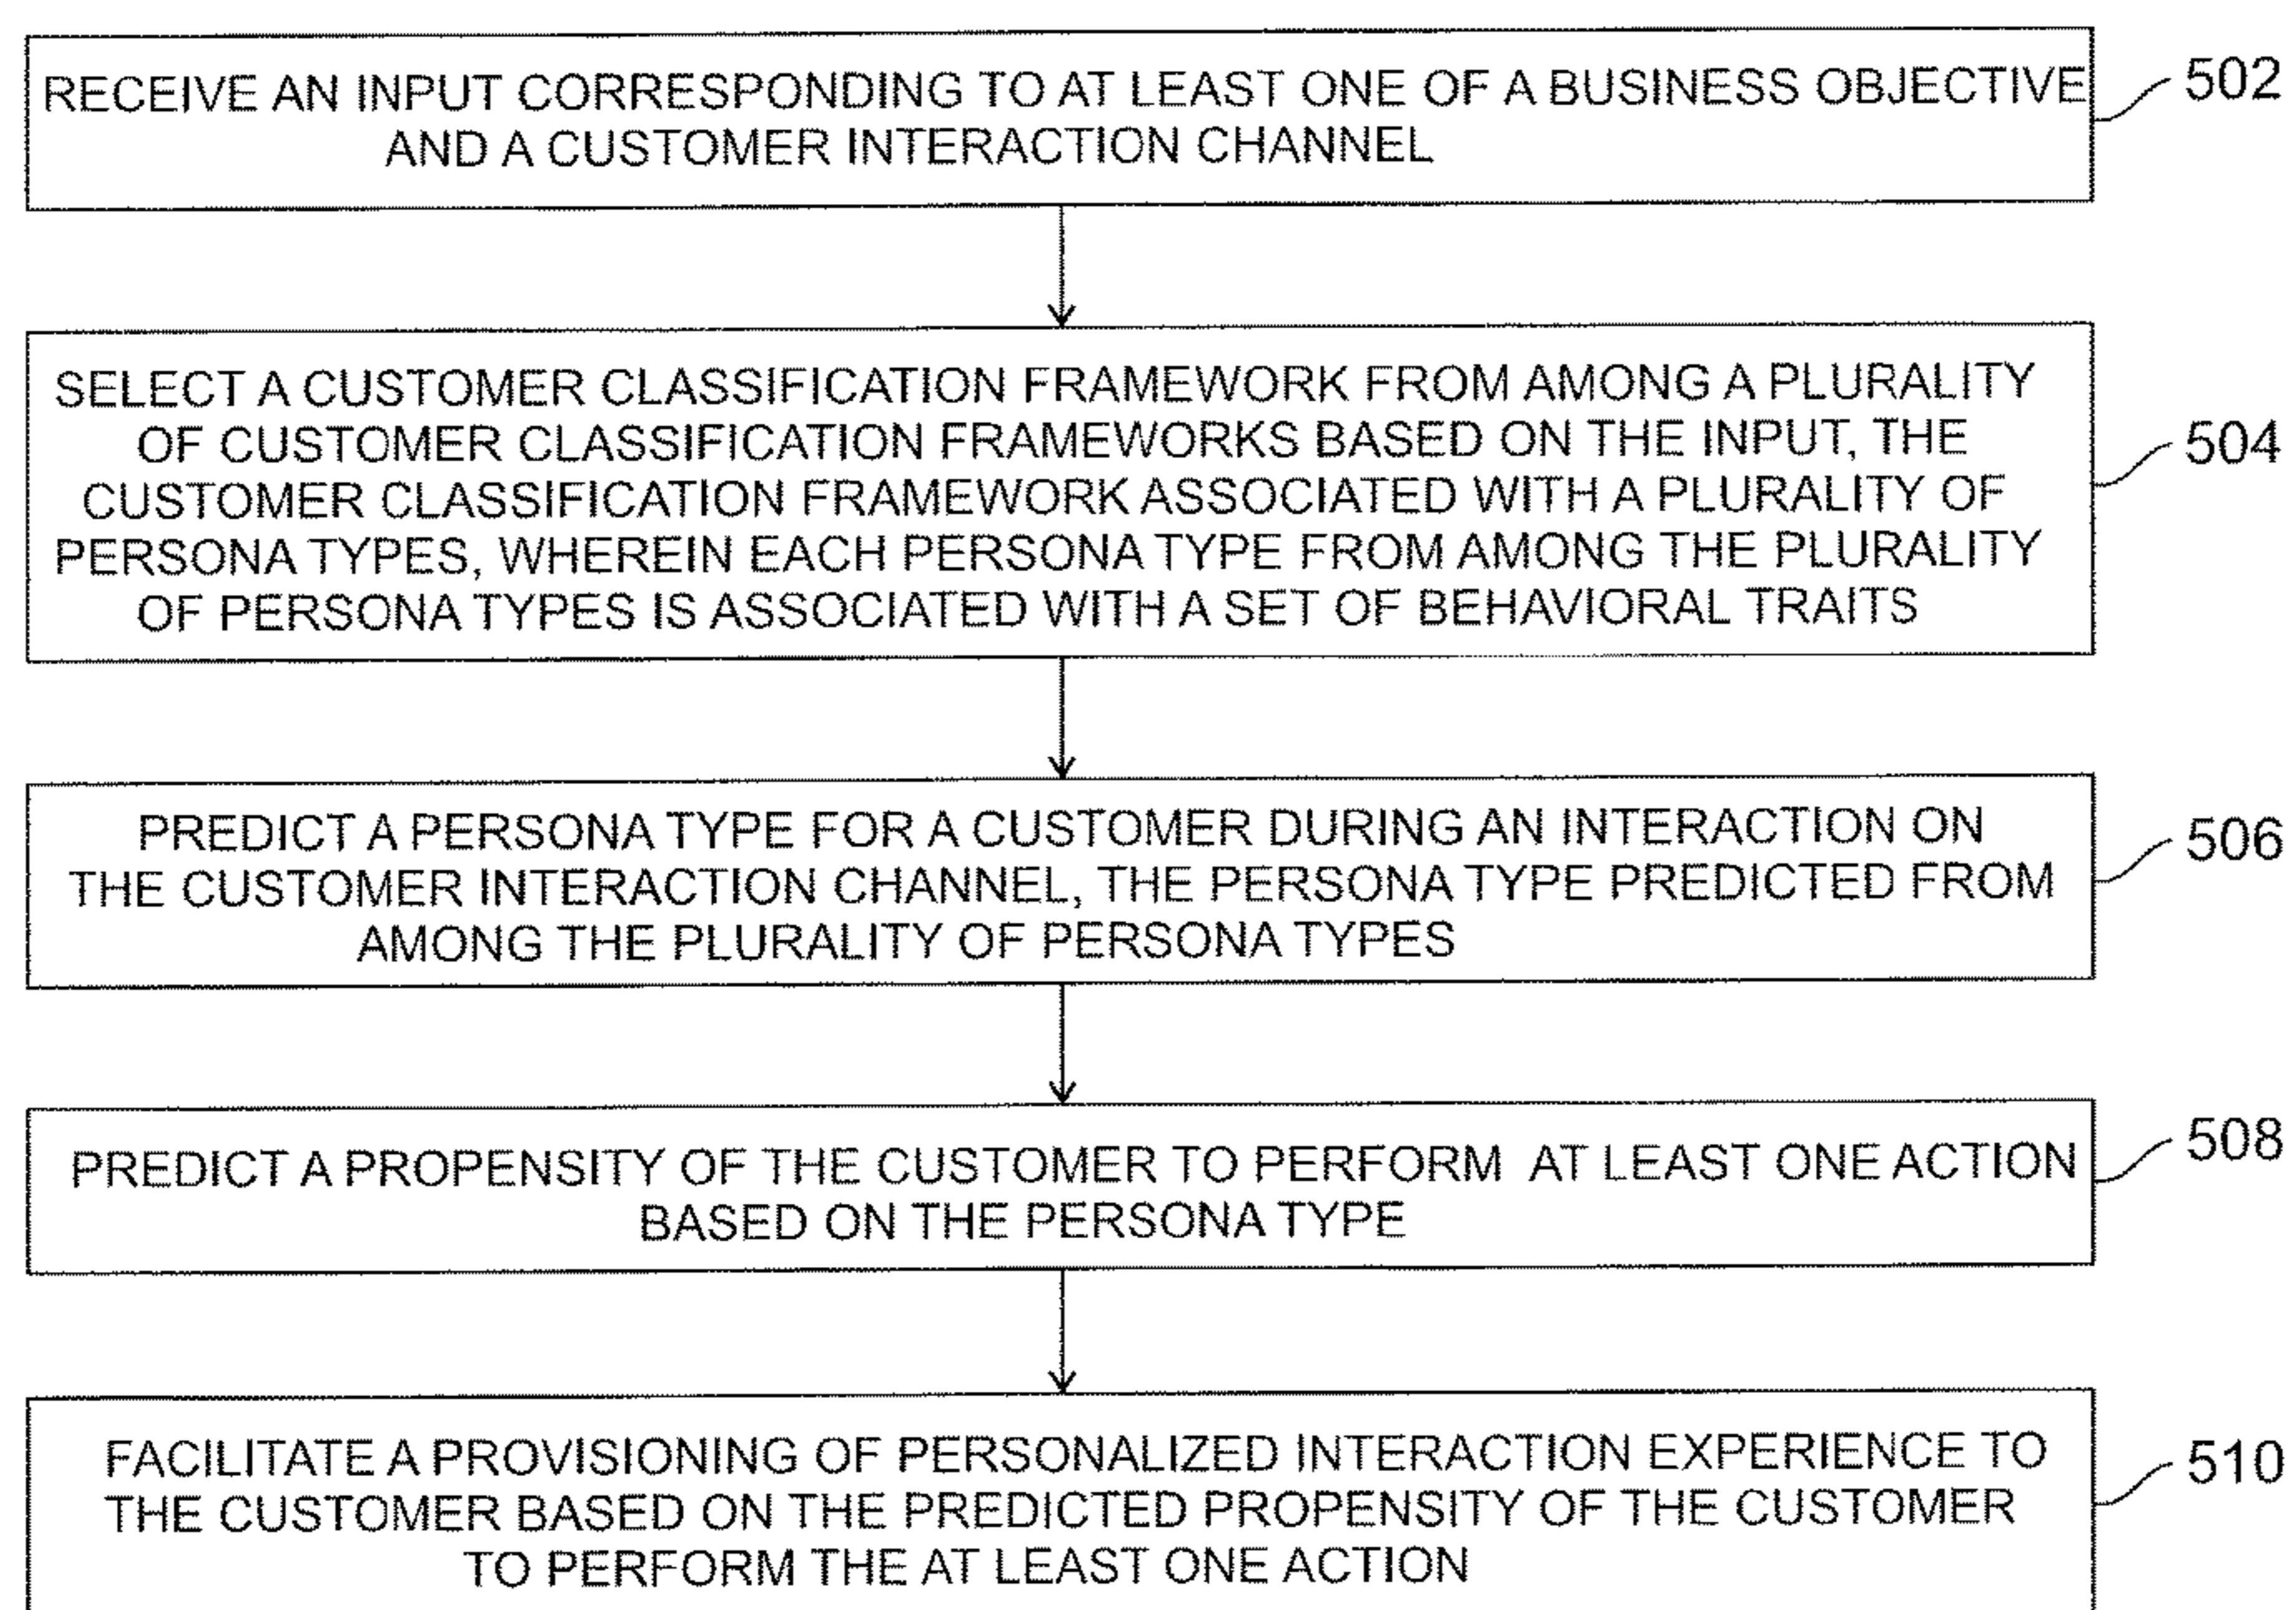 RECEIVE AN INPUT CORRESPONDING TO AT LEAST ONE OF A BUSINESS OBJECTIVE
AND A CUSTOMER INTERACTION CHANNEL
502
SELECT A CUSTOMER CLASSIFICATION FRAMEWORK FROM AMONG A PLURALITY
OF CUSTOMER CLASSIFICATION FRAMEWORKS BASED ON THE INPUT, THE
CUSTOMER CLASSIFICATION FRAMEWORK ASSOCIATED WITH A PLURALITY OF
PERSONA TYPES, WHEREIN EACH PERSONA TYPE FROM AMONG THE PLURALITY
OF PERSONA TYPES IS ASSOCIATED WITH A SET OF BEHAVIORAL TRAITS
504
PREDICT A PERSONA TYPE FOR A CUSTOMER DURING AN INTERACTION ON
THE CUSTOMER INTERACTION CHANNEL, THE PERSONA TYPE PREDICTED FROM
AMONG THE PLURALITY OF PERSONA TYPES
506
PREDICT A PROPENSITY OF THE CUSTOMER TO PERFORM AT LEAST ONE ACTION
BASED ON THE PERSONA TYPE
508
FACILITATE A PROVISIONING OF PERSONALIZED INTERACTION EXPERIENCE TO
THE CUSTOMER BASED ON THE PREDICTED PROPENSITY OF THE CUSTOMER
TO PERFORM THE AT LEAST ONE ACTION
510